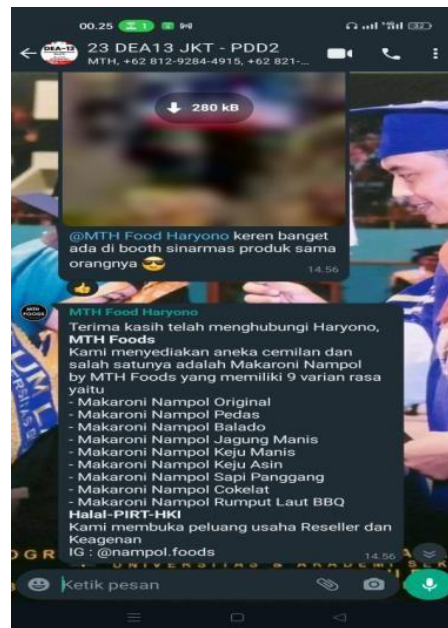 00.25
23 DEA13 JKT - PDD2
MTH, +62 812-9284-4915, +62 821-...
280 kB
@MTH Food Haryono keren banget
ada di booth sinarmas produk sama
orangnya 😎
14.56
MTH Food Haryono
Terima kasih telah menghubungi Haryono,
MTH Foods
Kami menyediakan aneka cemilan dan
salah satunya adalah Makaroni Nampol
by MTH Foods yang memiliki 9 varian rasa
yaitu
- Makaroni Nampol Original
- Makaroni Nampol Pedas
- Makaroni Nampol Balado
- Makaroni Nampol Jagung Manis
- Makaroni Nampol Keju Manis
- Makaroni Nampol Keju Asin
- Makaroni Nampol Sapi Panggang
- Makaroni Nampol Cokelat
- Makaroni Nampol Rumput Laut BBQ
Halal-PIRT-HKI
Kami membuka peluang usaha Reseller dan
Keagenan
IG : @nampol.foods
14.56
Ketik pesan